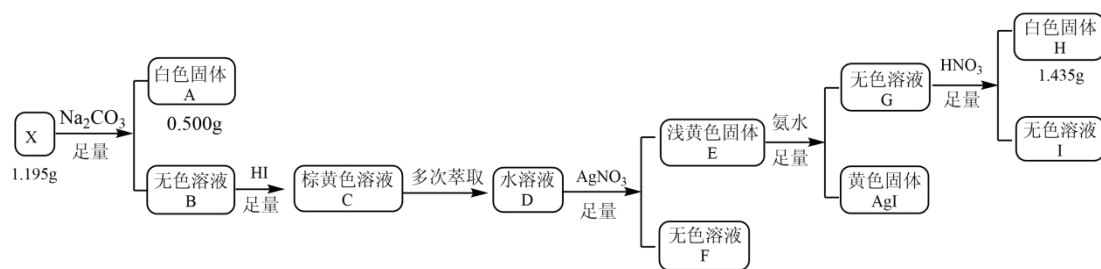 X
1.195g
Na₂CO₃
足量
白色固体
A
0.500g
无色溶液
B
HI
足量
棕黄色溶液
C
多次萃取
水溶液
D
AgNO₃
足量
浅黄色固体
E
无色溶液
F
氨水
足量
无色溶液
G
黄色固体
AgI
HNO₃
足量
白色固体
H
1.435g
无色溶液
I